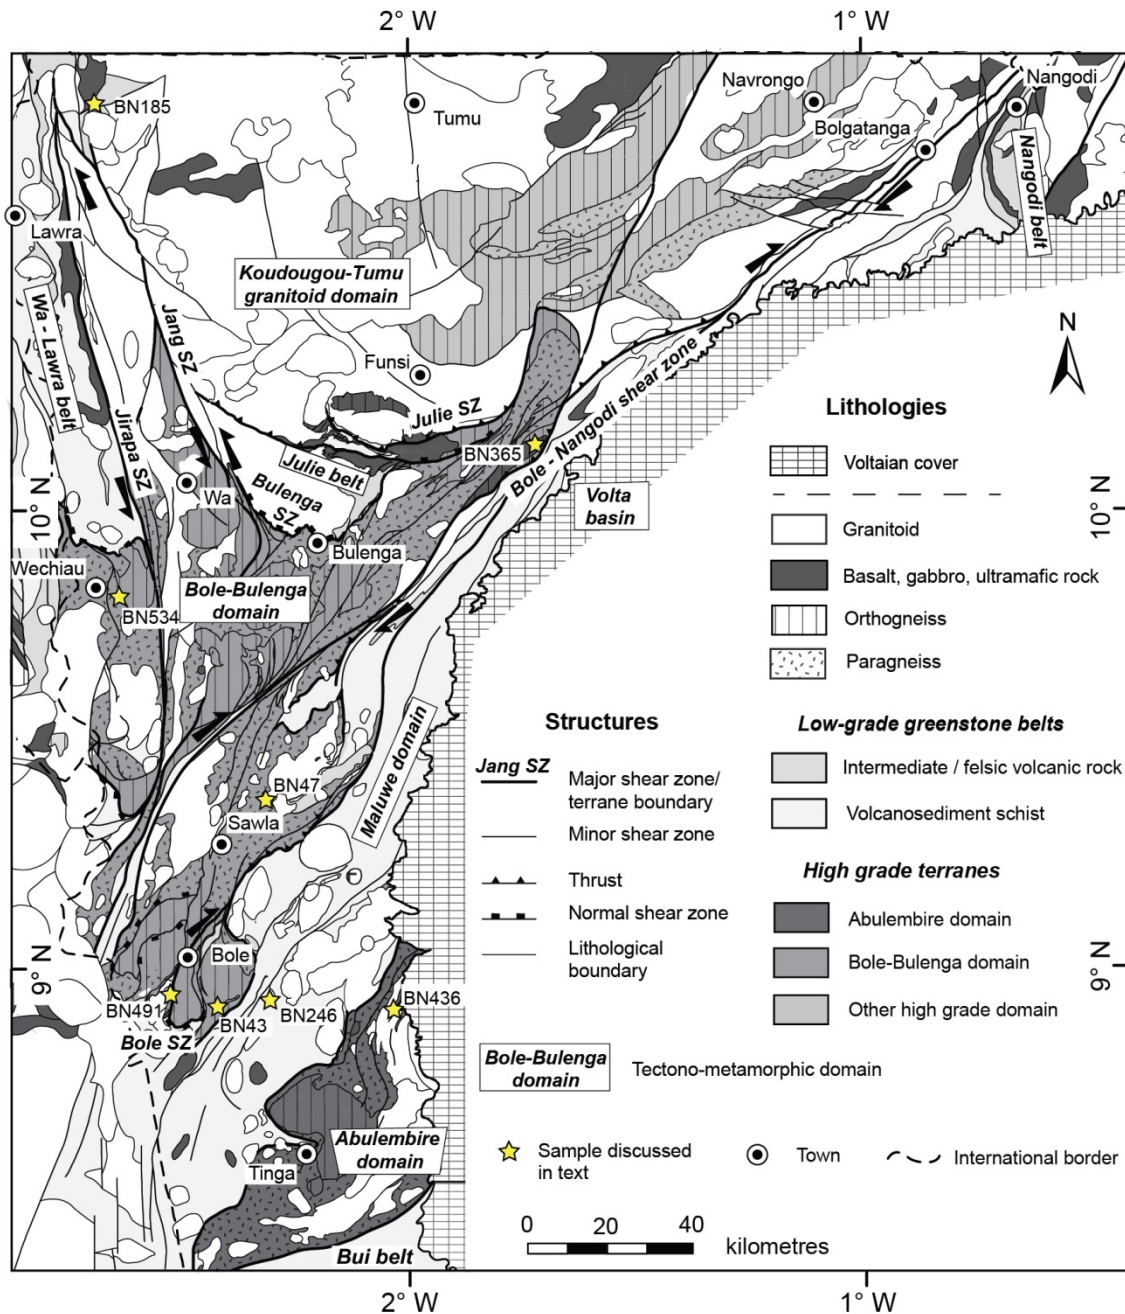 2° W
1° W
BN185
Tumu
Navrongo
Nangodi
Bolgatanga
Nangodi belt
Lawra
Koudougou-Tumu
granitoid domain
Wa - Lawra belt
Jang SZ
Funsi
N
Jirapa SZ
Julie SZ
BN365
Bole - Nangodi shear zone
Julie belt
Wa
Bulenga
SZ
Volta
basin
10° N
10° N
Bulenga
Wechiau
BN534
Bole-Bulenga
domain
Maluwe domain
BN47
Sawla
Bole
9° N
9° N
BN491
BN43
BN246
BN436
Bole SZ
Abulembire
domain
Tinga
Bui belt
Lithologies
Voltaian cover
Granitoid
Basalt, gabbro, ultramafic rock
Orthogneiss
Paragneiss
Structures
Jang SZ
Major shear zone/
terrane boundary
Minor shear zone
Thrust
Normal shear zone
Lithological
boundary
Low-grade greenstone belts
Intermediate / felsic volcanic rock
Volcanosediment schist
High grade terranes
Abulembire domain
Bole-Bulenga domain
Other high grade domain
Bole-Bulenga
domain
Tectono-metamorphic domain
Sample discussed
in text
Town
International border
0 20 40
kilometres
2° W
1° W